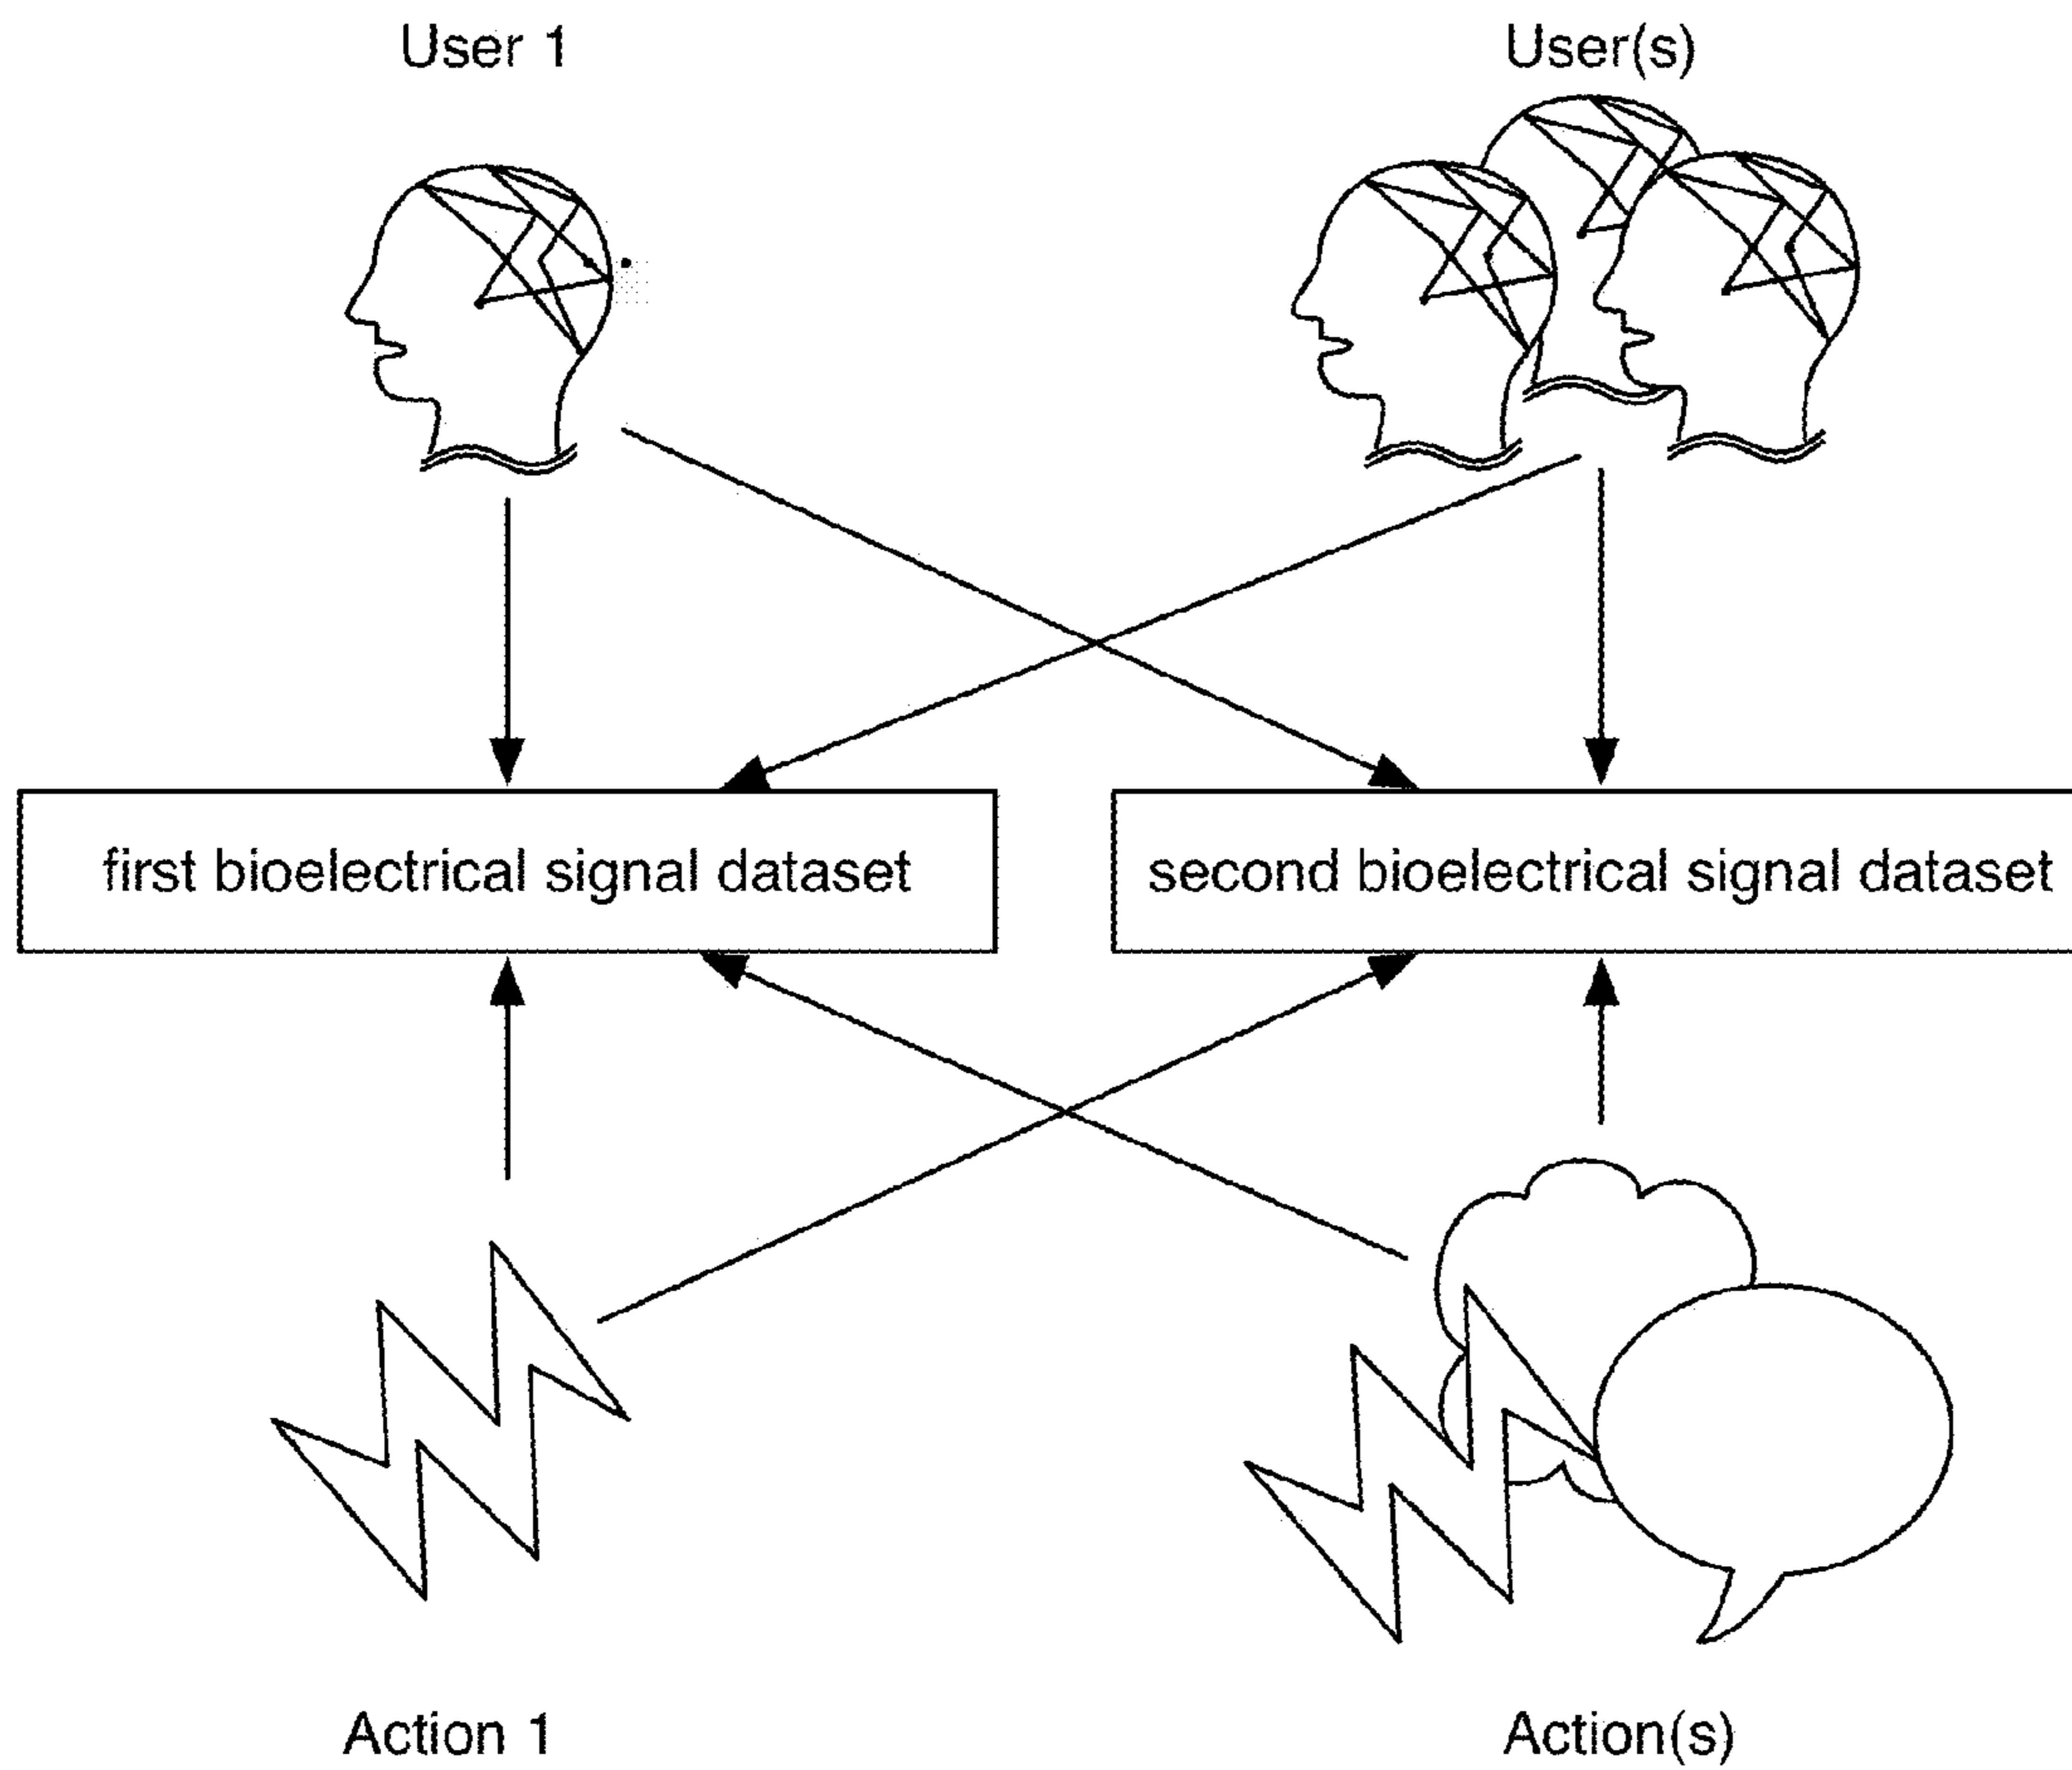 User 1
User(s)
first bioelectrical signal dataset
second bioelectrical signal dataset
Action 1
Action(s)